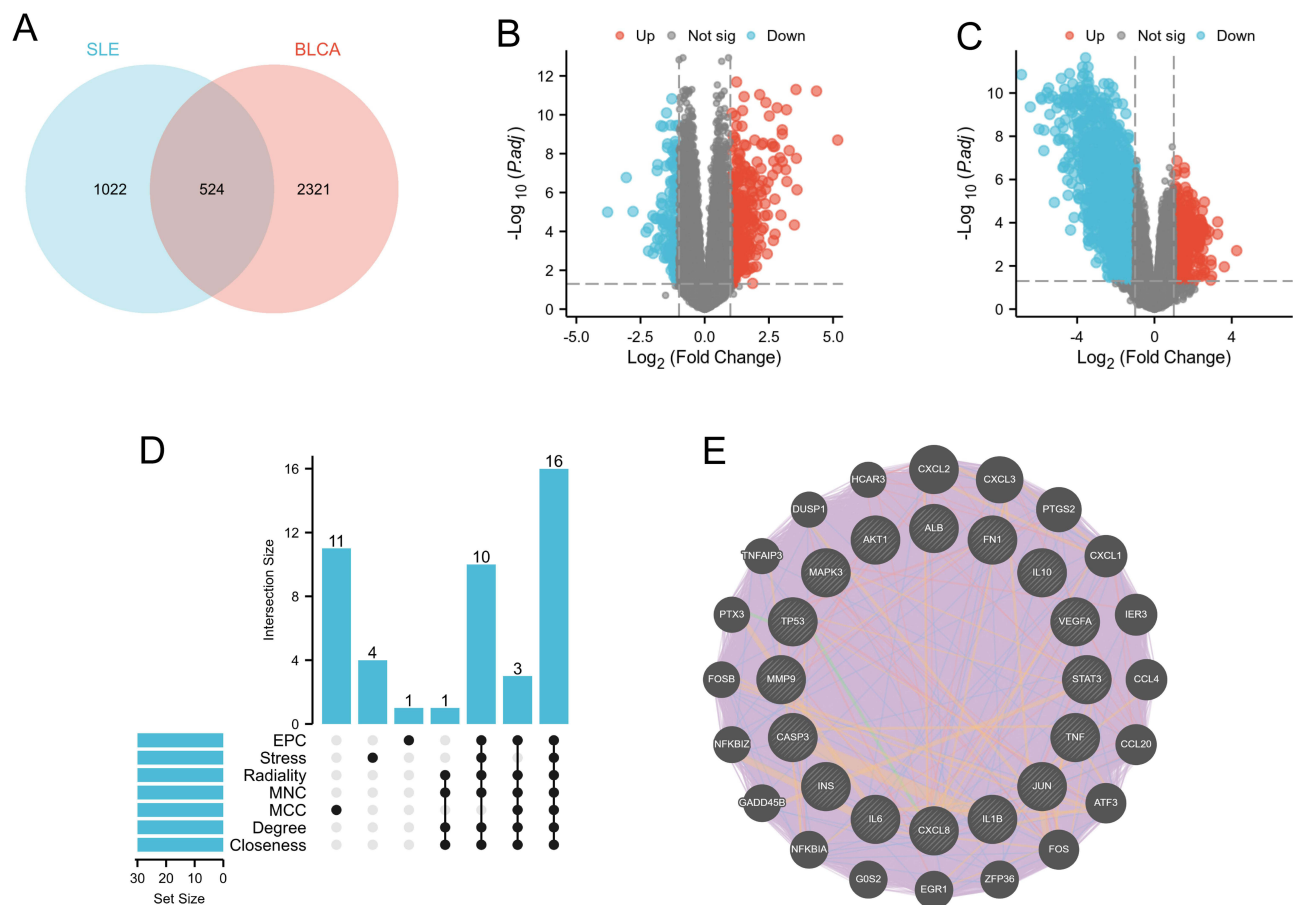 A
SLE
BLCA
1022
524
2321
B
Up
Not sig
Down
-Log 10 (P.adj)
12
10
8
6
4
2
0
-5.0
-2.5
0.0
2.5
5.0
Log2 (Fold Change)
C
Up
Not sig
Down
-Log 10 (P.adj)
10
8
6
4
2
0
-4
0
4
Log2 (Fold Change)
D
Intersection Size
16
12
8
4
0
11
4
1
1
10
3
16
EPC
Stress
Radiality
MNC
MCC
Degree
Closeness
30
20
10
0
Set Size
E
CXCL2
CXCL3
PTGS2
CXCL1
IER3
CCL4
CCL20
ATF3
FOS
ZFP36
EGR1
G0S2
NFKBIA
GADD45B
NFKBIZ
FOSB
PTX3
TNFAIP3
DUSP1
HCAR3
ALB
FN1
IL10
VEGFA
STAT3
TNF
JUN
IL1B
CXCL8
IL6
INS
CASP3
MMP9
TP53
MAPK3
AKT1